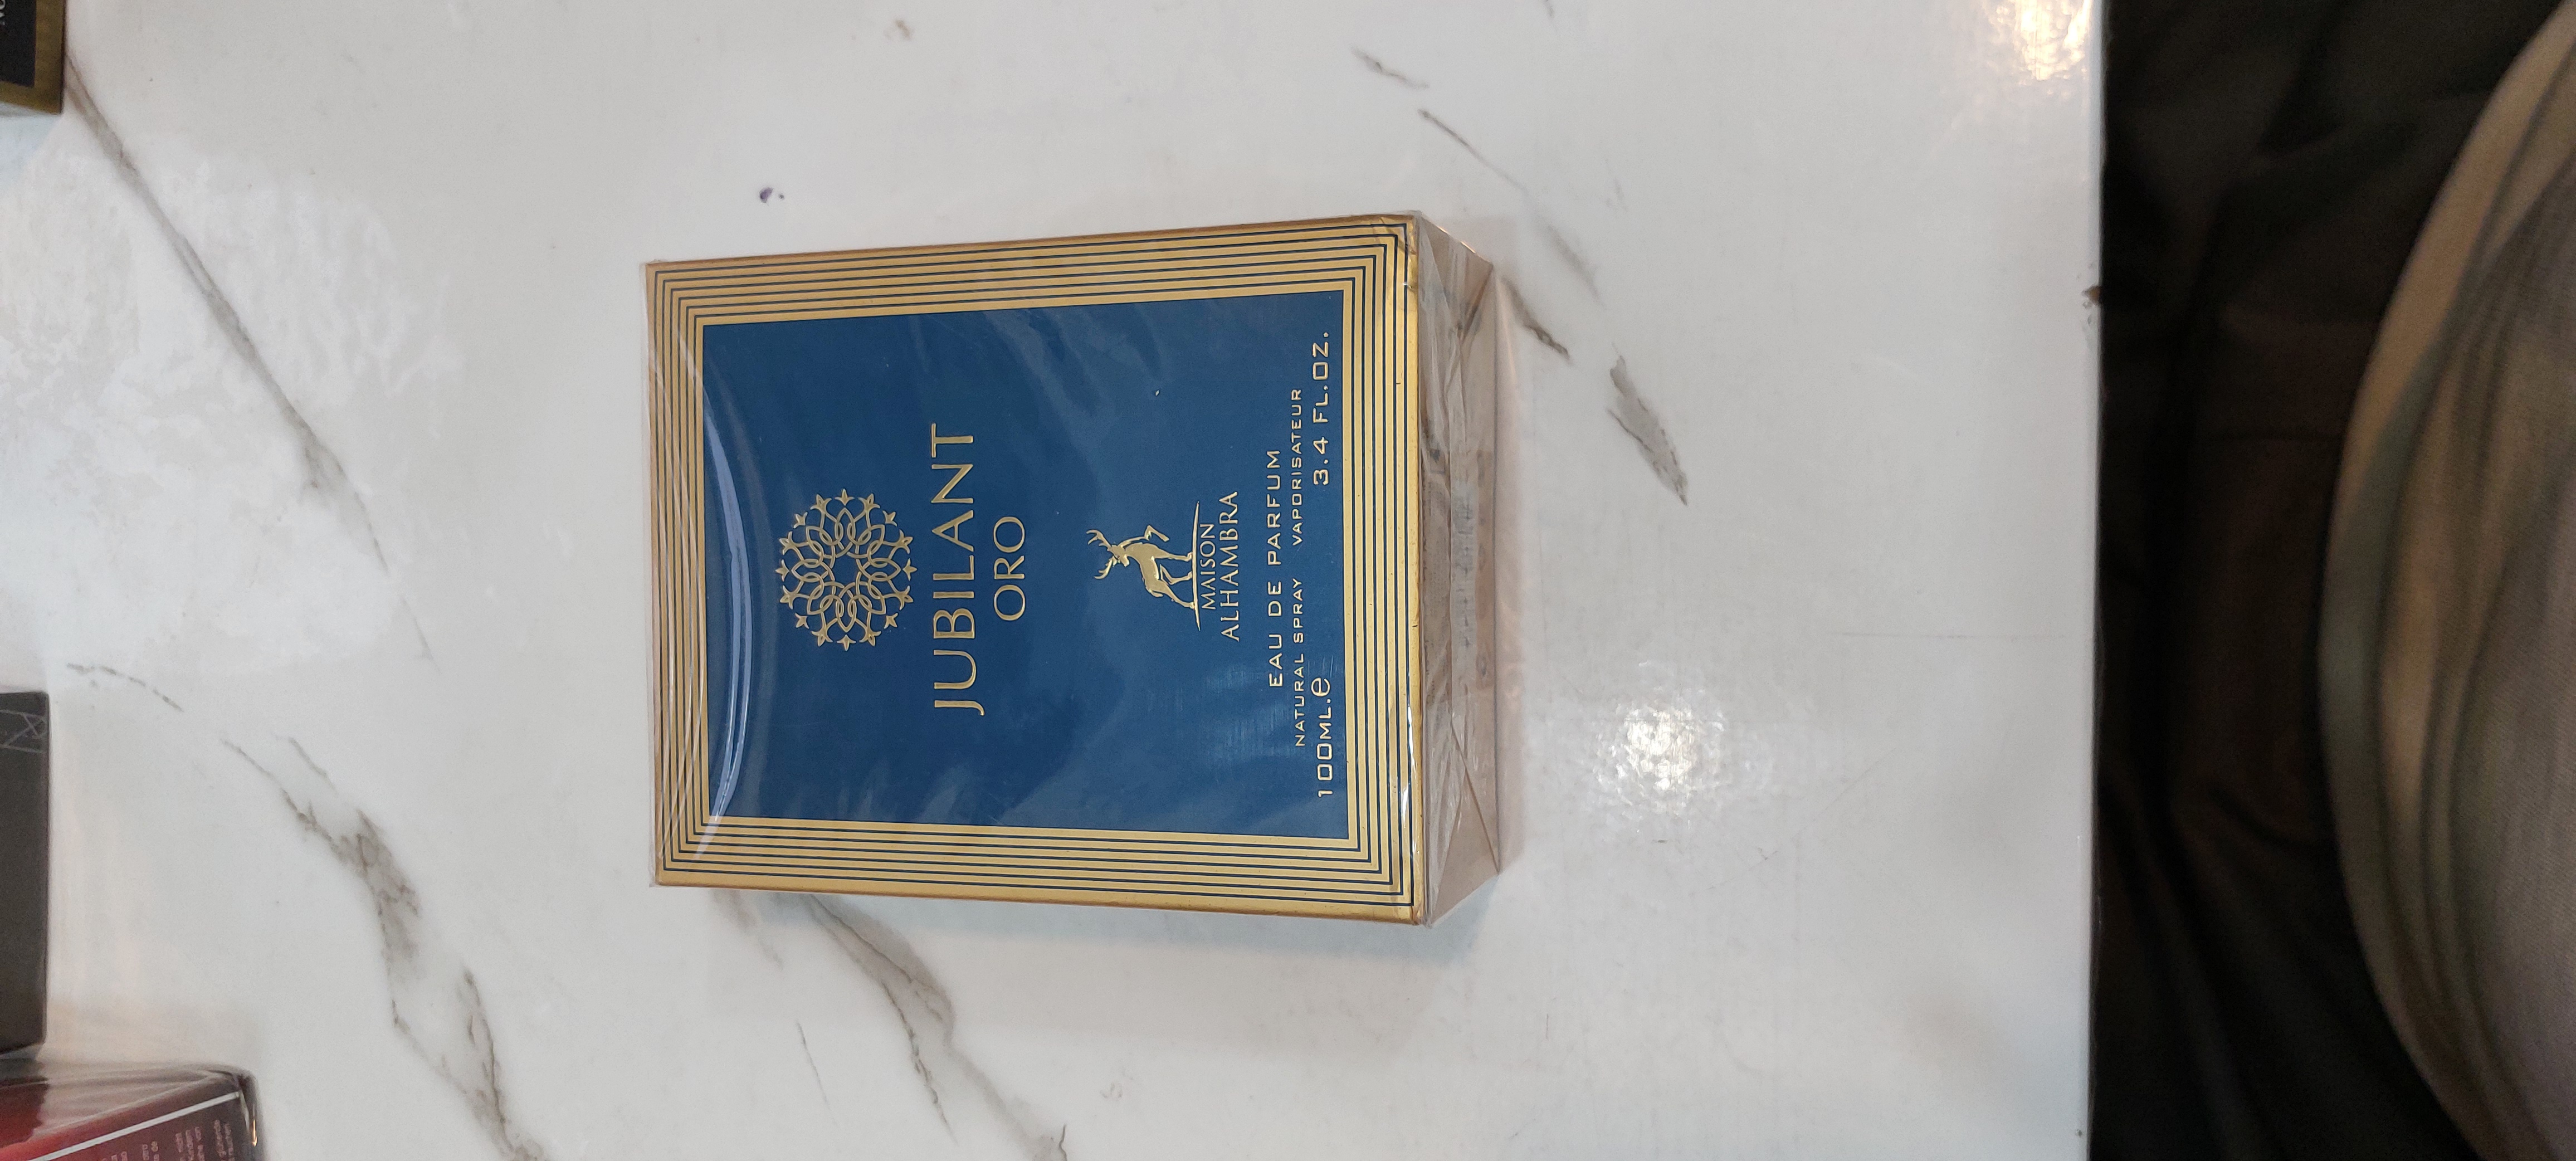 JUBILANT
ORO
MAISON
ALHAMBRA
EAU DE PARFUM
NATURAL SPRAY VAPORISATEUR
100ML.e 3.4 FL.OZ.